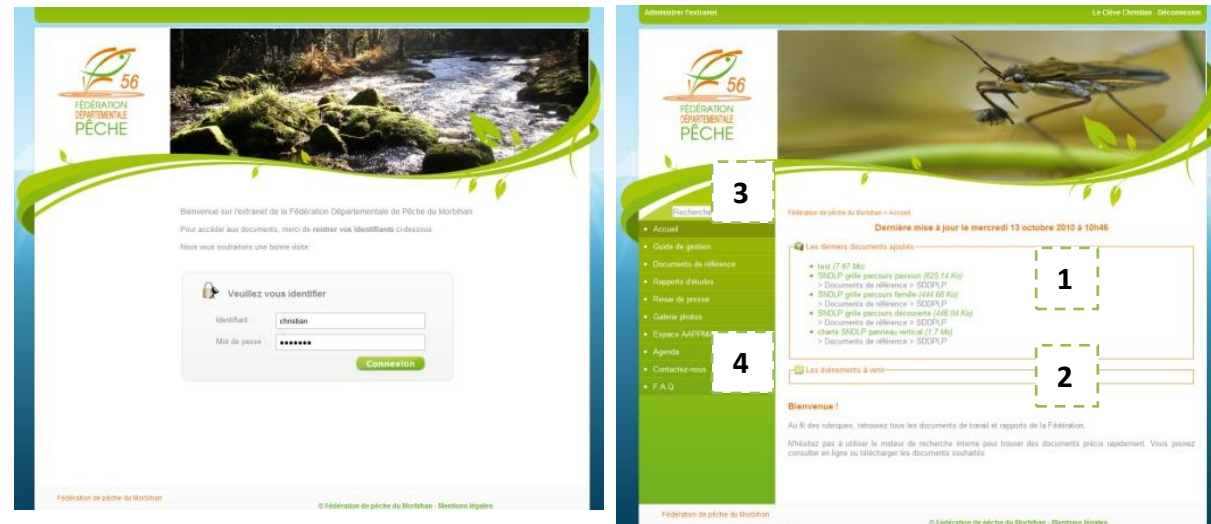 56
FÉDÉRATION
DÉPARTEMENTALE
PÊCHE
Bienvenue sur l'extranet de la Fédération Départementale de Pêche du Morbihan.
Pour accéder aux documents, merci de rentrer vos identifiants ci-dessous.
Nous vous souhaitons une bonne visite.
Veuillez vous identifier
Identifiant :
christian
Mot de passe :
Connexion
Fédération de pêche du Morbihan
© Fédération de pêche du Morbihan - Mentions légales
Administrer l'extranet
Le Clève Christian - Déconnexion
56
FÉDÉRATION
DÉPARTEMENTALE
PÊCHE
3
Recherche
• Accueil
• Guide de gestion
• Documents de référence
• Rapports d'études
• Revue de presse
• Galerie photos
• Espace AAPPMA
• Agenda
• Contactez-nous
• F.A.Q
4
Fédération de pêche du Morbihan > Accueil
Dernière mise à jour le mercredi 13 octobre 2010 à 10h46
Les derniers documents ajoutés
• test (7.67 Mo)
• SNDLP grille parcours passion (625.14 Ko)
> Documents de référence > SDDPLP
• SNDLP grille parcours famille (444.68 Ko)
> Documents de référence > SDDPLP
• SNDLP grille parcours découverte (446.04 Ko)
> Documents de référence > SDDPLP
• charte SNDLP panneau vertical (1.7 Mo)
> Documents de référence > SDDPLP
1
Les événements à venir
2
Bienvenue !
Au fil des rubriques, retrouvez tous les documents de travail et rapports de la Fédération.
N'hésitez pas à utiliser le moteur de recherche interne pour trouver des documents précis rapidement. Vous pouvez
consulter en ligne ou télécharger les documents souhaités.
Fédération de pêche du Morbihan
© Fédération de pêche du Morbihan - Mentions légales